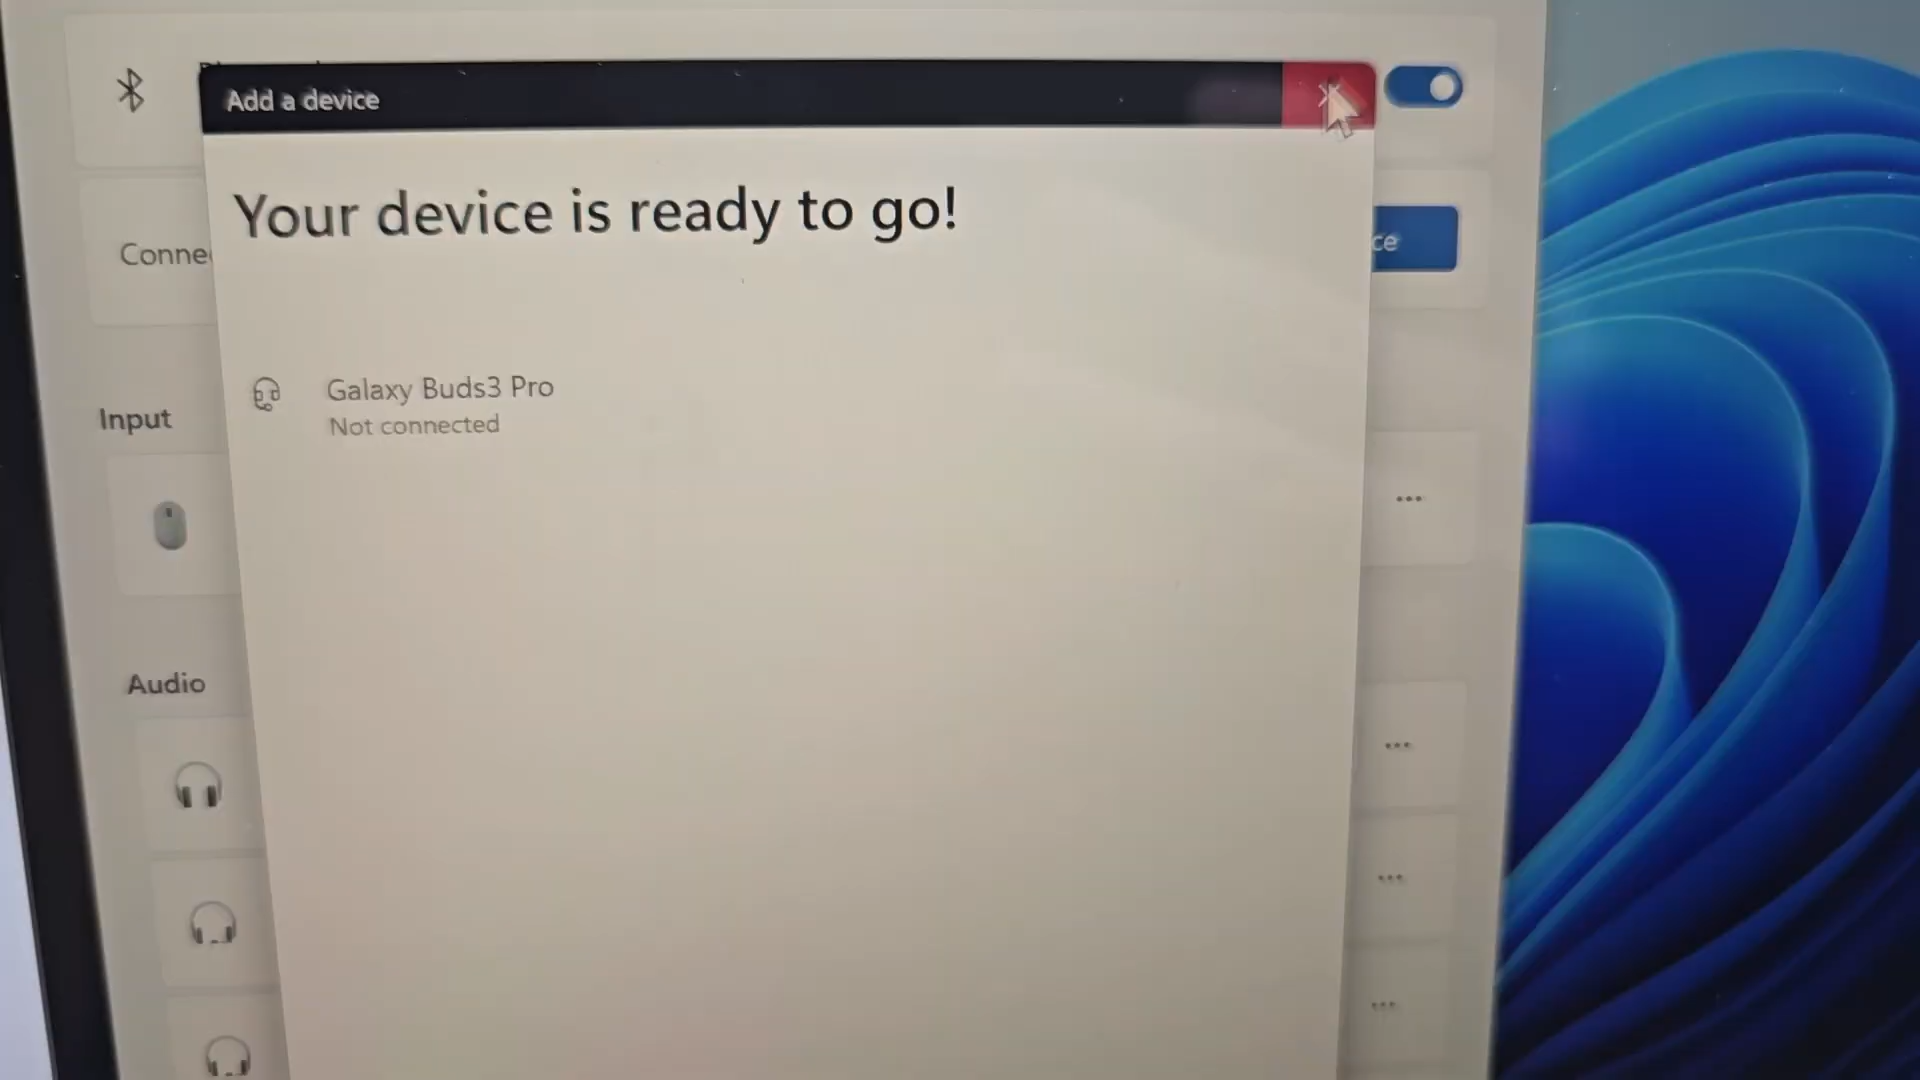 Add a device
Your device is ready to go!
Conne
ce
Galaxy Buds3 Pro
Not connected
Input
Audio